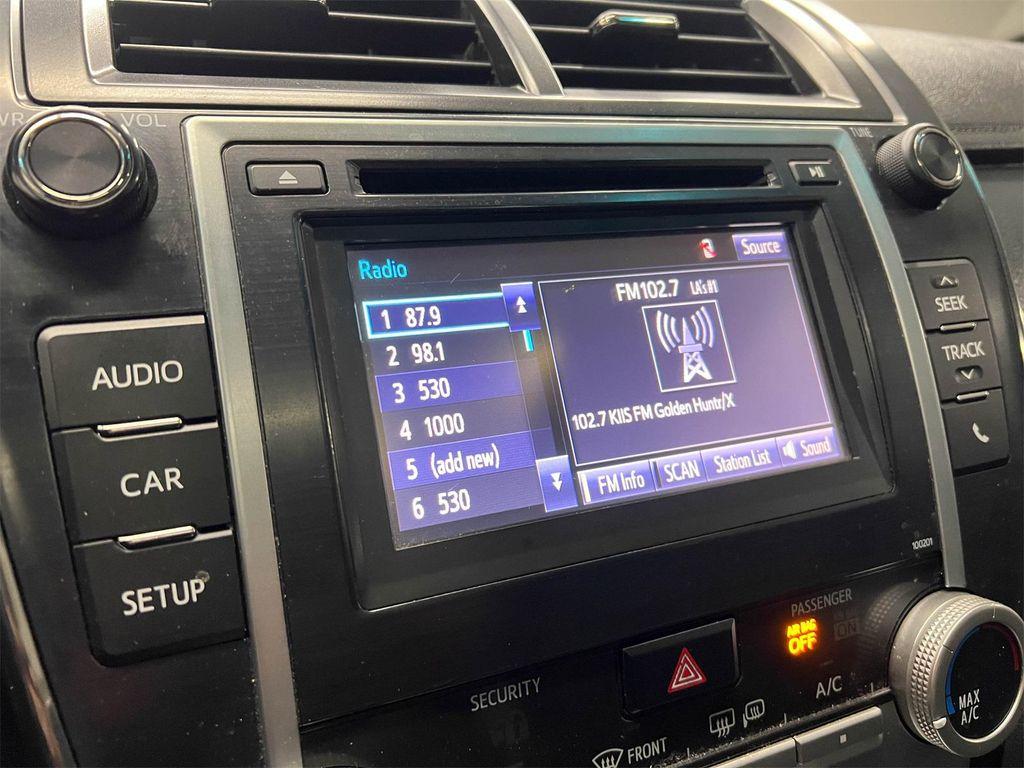 VOL
TUNE
Radio
Source
1 87.9
2 98.1
3 530
4 1000
5 (add new)
6 530
FM102.7 LA's #1
102.7 KIIS FM Golden Huntr/X
FM Info
SCAN
Station List
Sound
AUDIO
CAR
SETUP
SEEK
TRACK
100201
PASSENGER
AIR BAG
OFF
ON
SECURITY
A/C
FRONT
MAX
A/C